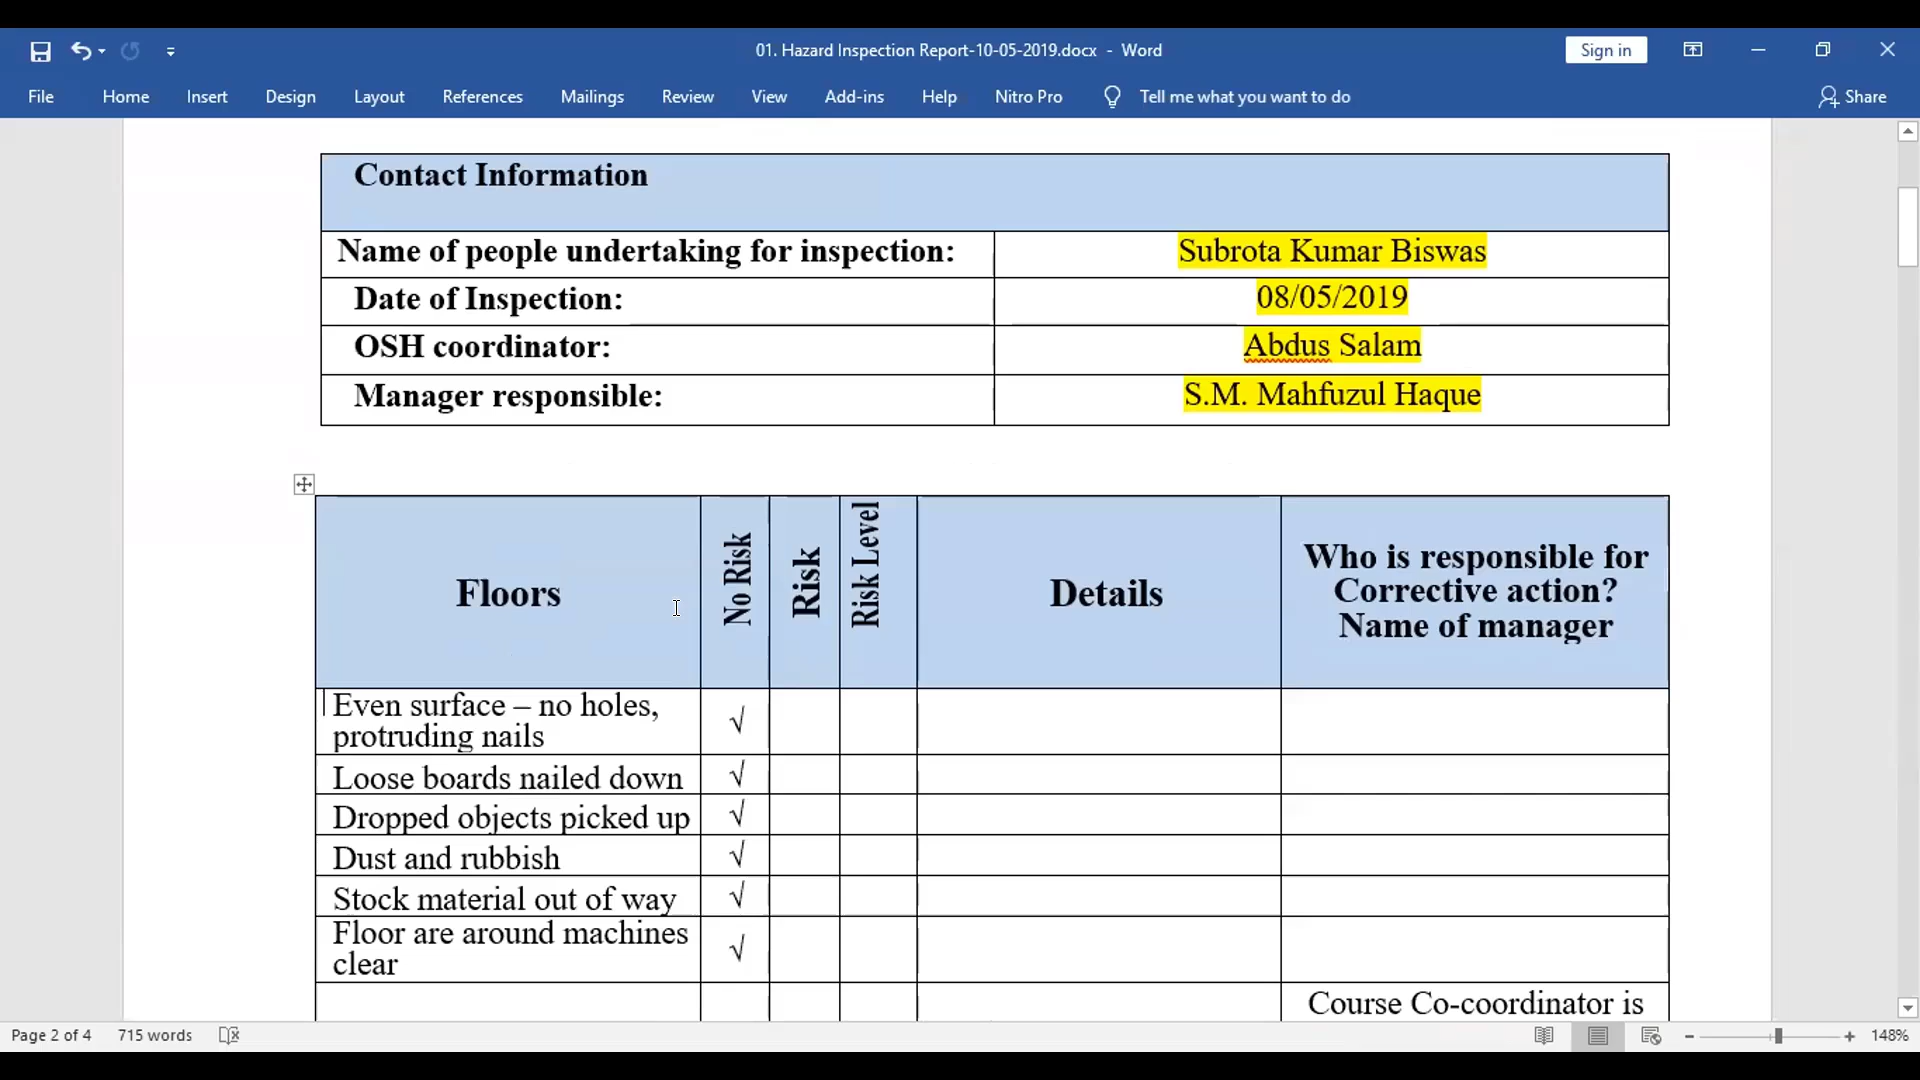 01. Hazard Inspection Report-10-05-2019.docx - Word
Sign in
File Home Insert Design Layout References Mailings Review View Add-ins Help Nitro Pro Tell me what you want to do Share
Contact Information
Name of people undertaking for inspection: Subrota Kumar Biswas
Date of Inspection: 08/05/2019
OSH coordinator: Abdus Salam
Manager responsible: S.M. Mahfuzul Haque
Floors
No Risk
Risk
Risk Level
Details
Who is responsible for
Corrective action?
Name of manager
Even surface – no holes,
protruding nails √
Loose boards nailed down √
Dropped objects picked up √
Dust and rubbish √
Stock material out of way √
Floor are around machines
clear √
Course Co-coordinator is
Page 2 of 4 715 words 148%